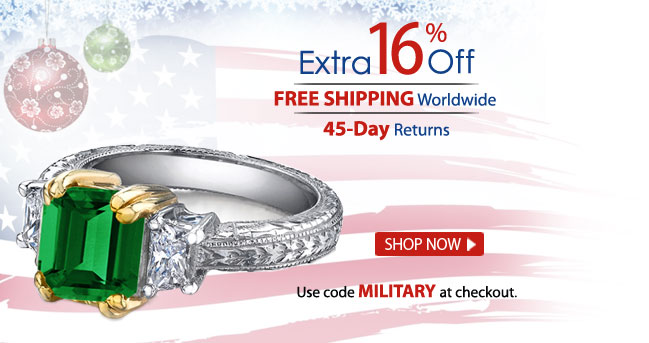 Extra 16% Off
FREE SHIPPING Worldwide
45-Day Returns
SHOP NOW
Use code MILITARY at checkout.